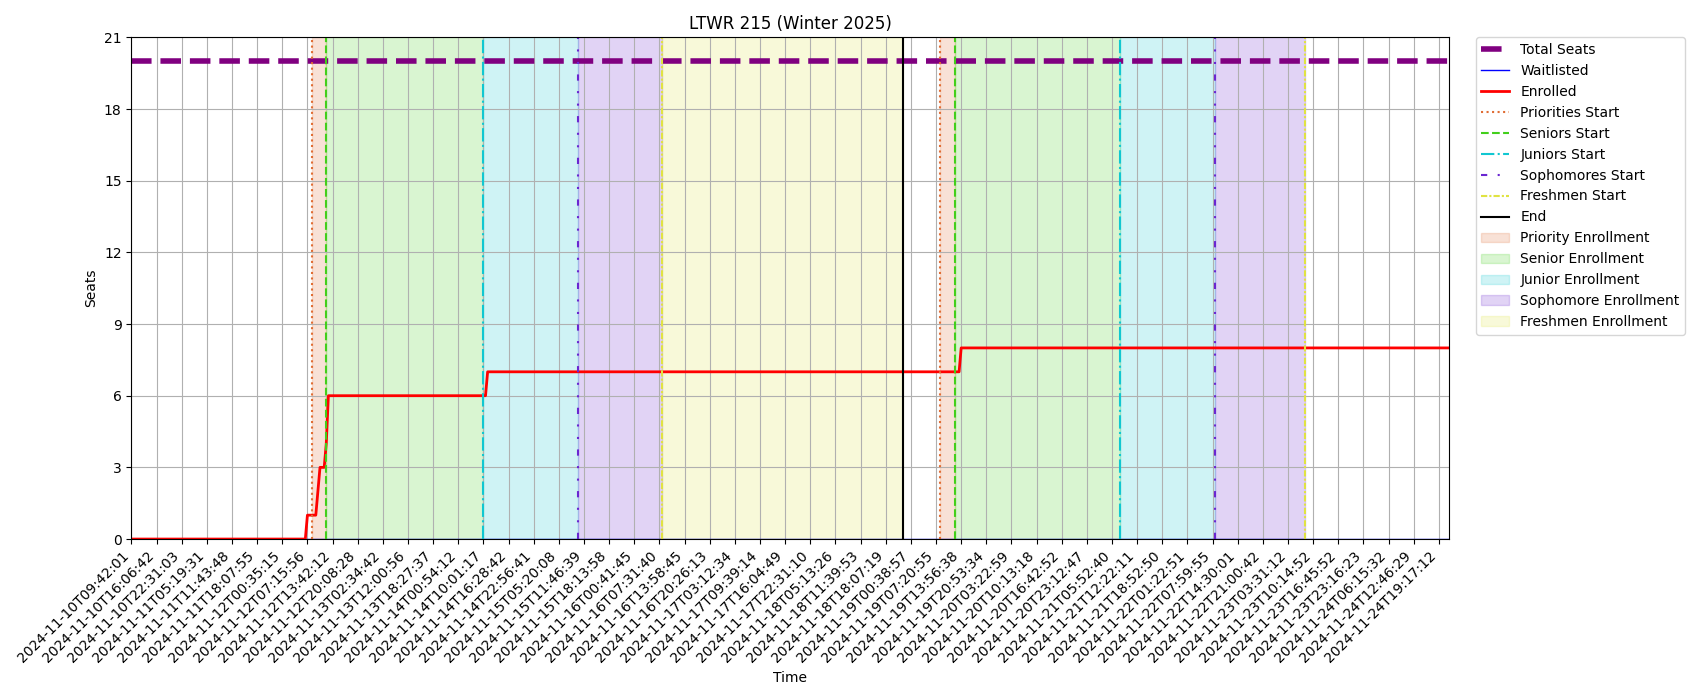 LTWR 215 (Winter 2025)
21
18
15
12
9
6
3
0
Seats
2024-11-10T09:42:01
2024-11-10T16:06:42
2024-11-10T22:31:03
2024-11-11T05:19:31
2024-11-11T11:43:48
2024-11-11T18:07:55
2024-11-12T00:35:15
2024-11-12T07:15:56
2024-11-12T13:42:12
2024-11-12T20:08:28
2024-11-13T02:34:42
2024-11-13T12:00:56
2024-11-13T18:27:37
2024-11-14T00:54:12
2024-11-14T10:01:17
2024-11-14T16:28:42
2024-11-14T22:56:41
2024-11-15T05:20:08
2024-11-15T11:46:39
2024-11-15T18:13:58
2024-11-16T00:41:45
2024-11-16T07:31:40
2024-11-16T13:58:45
2024-11-16T20:26:13
2024-11-17T03:12:34
2024-11-17T09:39:14
2024-11-17T16:04:49
2024-11-17T22:31:10
2024-11-18T05:13:26
2024-11-18T11:39:53
2024-11-18T18:07:19
2024-11-19T00:38:57
2024-11-19T07:20:55
2024-11-19T13:56:38
2024-11-19T20:53:34
2024-11-20T03:22:59
2024-11-20T10:13:18
2024-11-20T16:42:52
2024-11-20T23:12:47
2024-11-21T05:52:40
2024-11-21T12:22:11
2024-11-21T18:52:50
2024-11-22T01:22:51
2024-11-22T07:59:55
2024-11-22T14:30:01
2024-11-22T21:00:42
2024-11-23T03:31:12
2024-11-23T10:14:52
2024-11-23T16:45:52
2024-11-23T23:16:23
2024-11-24T06:15:32
2024-11-24T12:46:29
2024-11-24T19:17:12
Time
Total Seats
Waitlisted
Enrolled
Priorities Start
Seniors Start
Juniors Start
Sophomores Start
Freshmen Start
End
Priority Enrollment
Senior Enrollment
Junior Enrollment
Sophomore Enrollment
Freshmen Enrollment